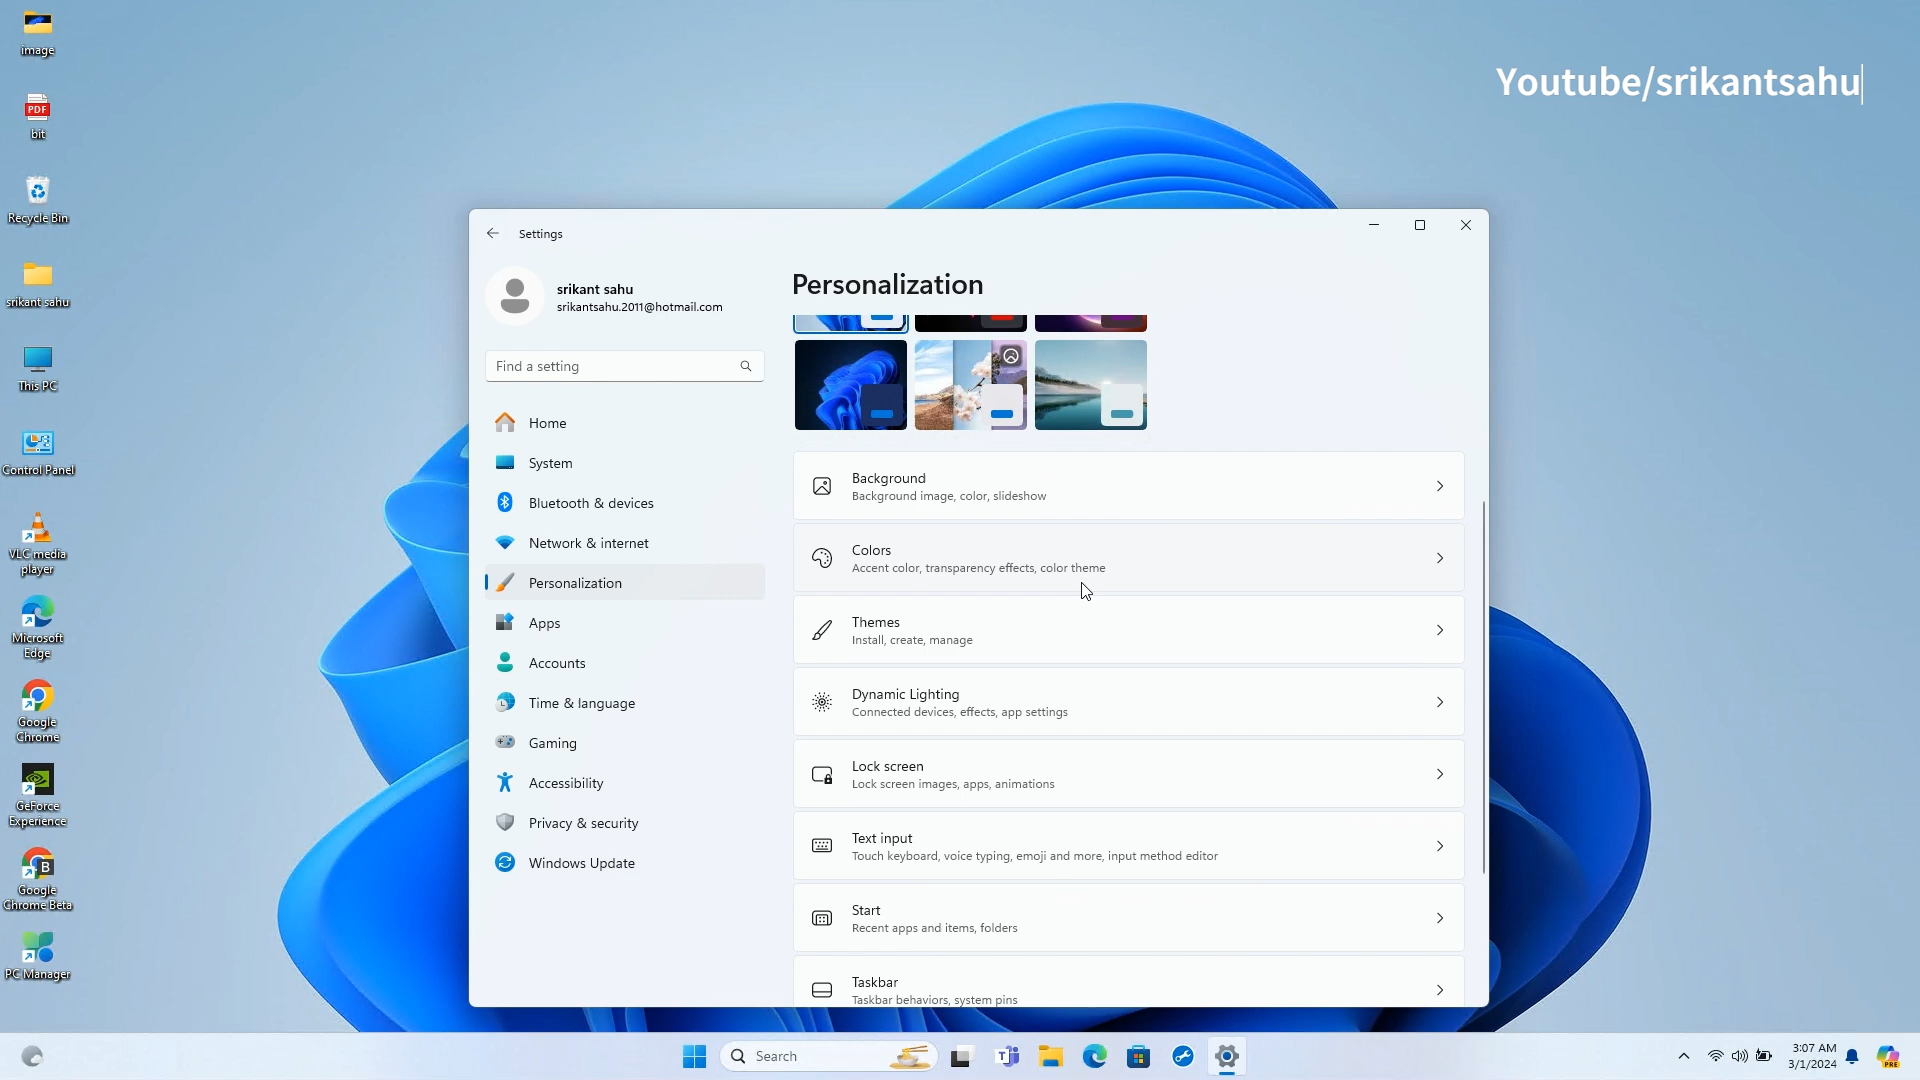 image
bit
Recycle Bin
srikant sahu
This PC
Control Panel
VLC media
player
Microsoft
Edge
Google
Chrome
GeForce
Experience
Google
Chrome Beta
PC Manager
Youtube/srikantsahu
Settings
srikant sahu
srikantsahu.2011@hotmail.com
Find a setting
Home
System
Bluetooth & devices
Network & internet
Personalization
Apps
Accounts
Time & language
Gaming
Accessibility
Privacy & security
Windows Update
Personalization
Background
Background image, color, slideshow
Colors
Accent color, transparency effects, color theme
Themes
Install, create, manage
Dynamic Lighting
Connected devices, effects, app settings
Lock screen
Lock screen images, apps, animations
Text input
Touch keyboard, voice typing, emoji and more, input method editor
Start
Recent apps and items, folders
Taskbar
Taskbar behaviors, system pins
Search
3:07 AM
3/1/2024
PDF
B
PRE